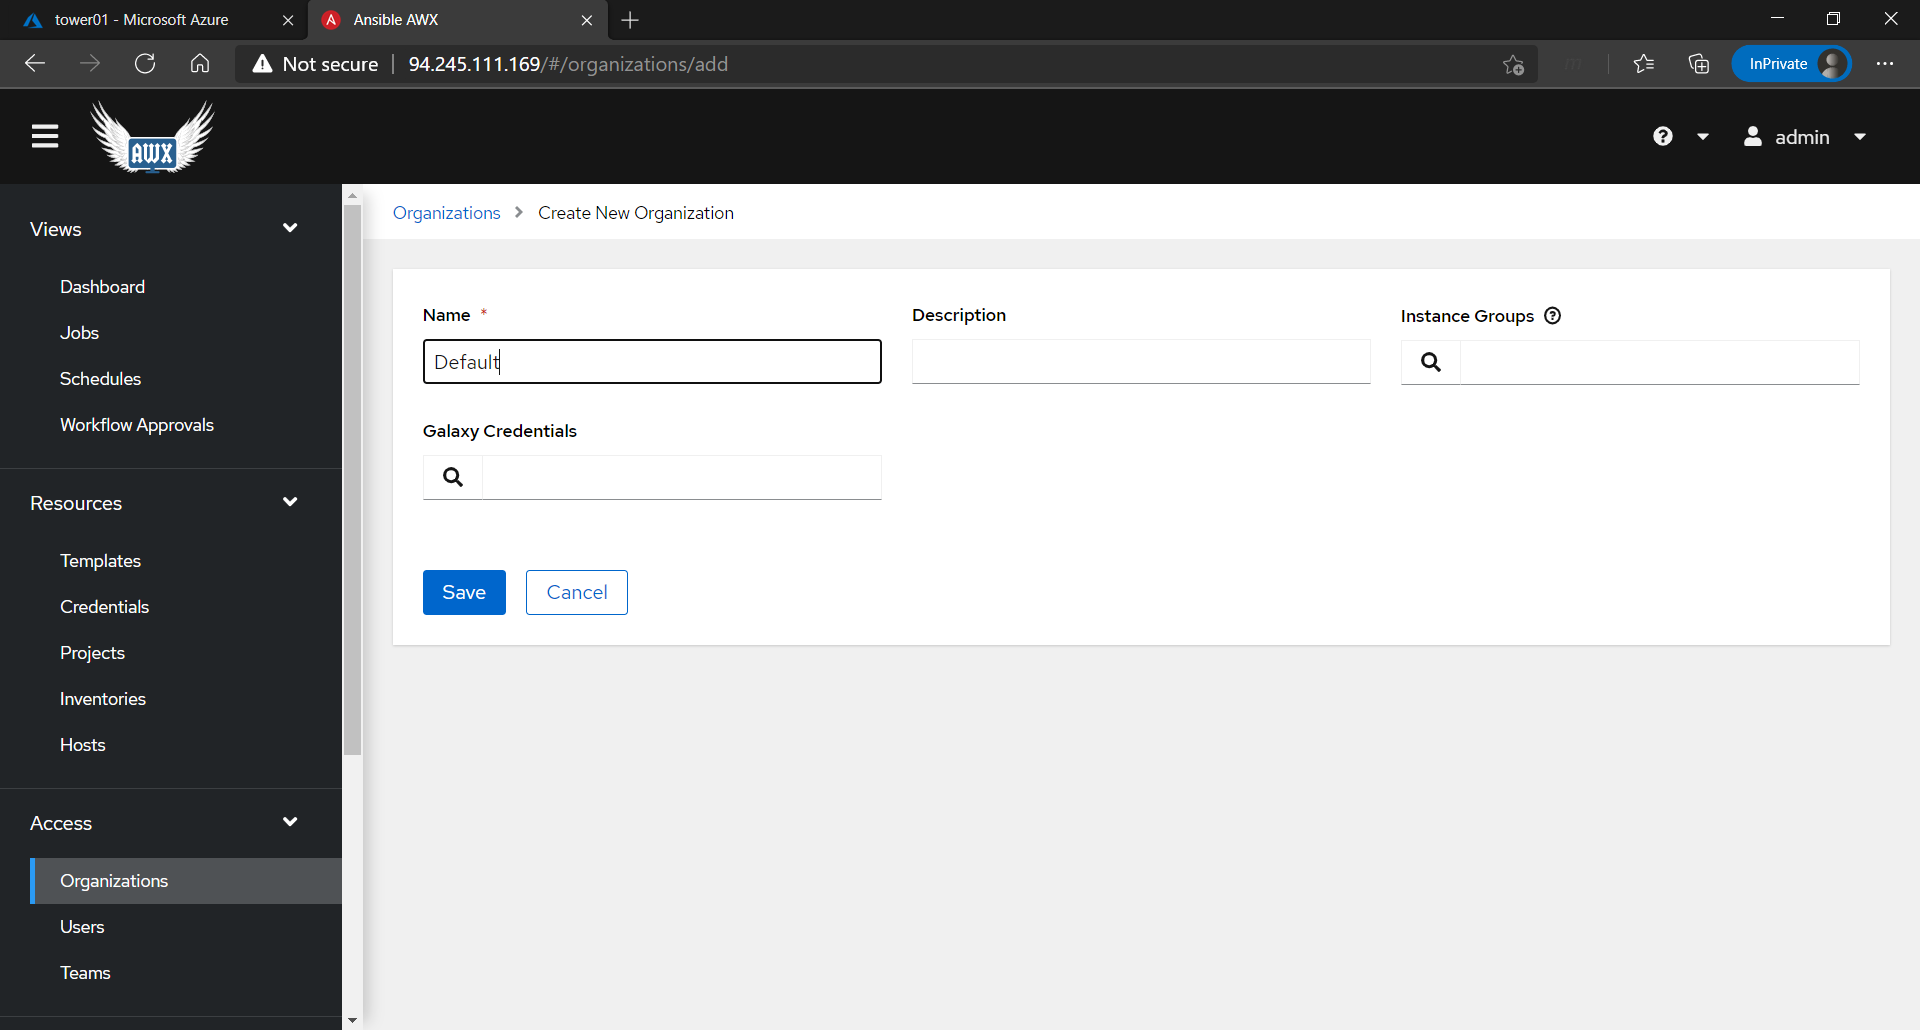 tower01 - Microsoft Azure
Ansible AWX
Not secure 94.245.111.169/#/organizations/add
InPrivate
AWX
admin
Views
Dashboard
Jobs
Schedules
Workflow Approvals
Resources
Templates
Credentials
Projects
Inventories
Hosts
Access
Organizations
Users
Teams
Organizations > Create New Organization
Name *
Default
Description
Instance Groups
Galaxy Credentials
Save
Cancel